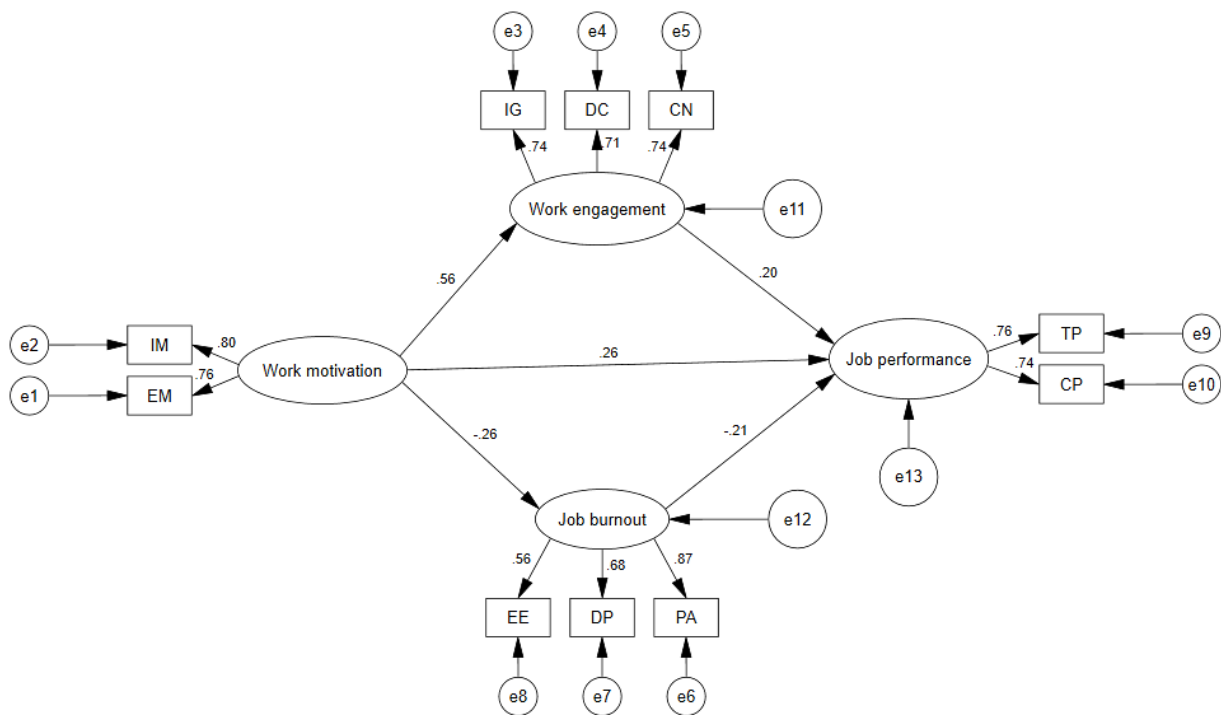 e3
e4
e5
IG
DC
CN
.74
.71
.74
Work engagement
e11
.56
.20
e2
IM
.80
Work motivation
.26
Job performance
.76
TP
e9
e1
EM
.76
.74
CP
e10
-.26
-.21
e13
Job burnout
e12
.56
.68
.87
EE
DP
PA
e8
e7
e6